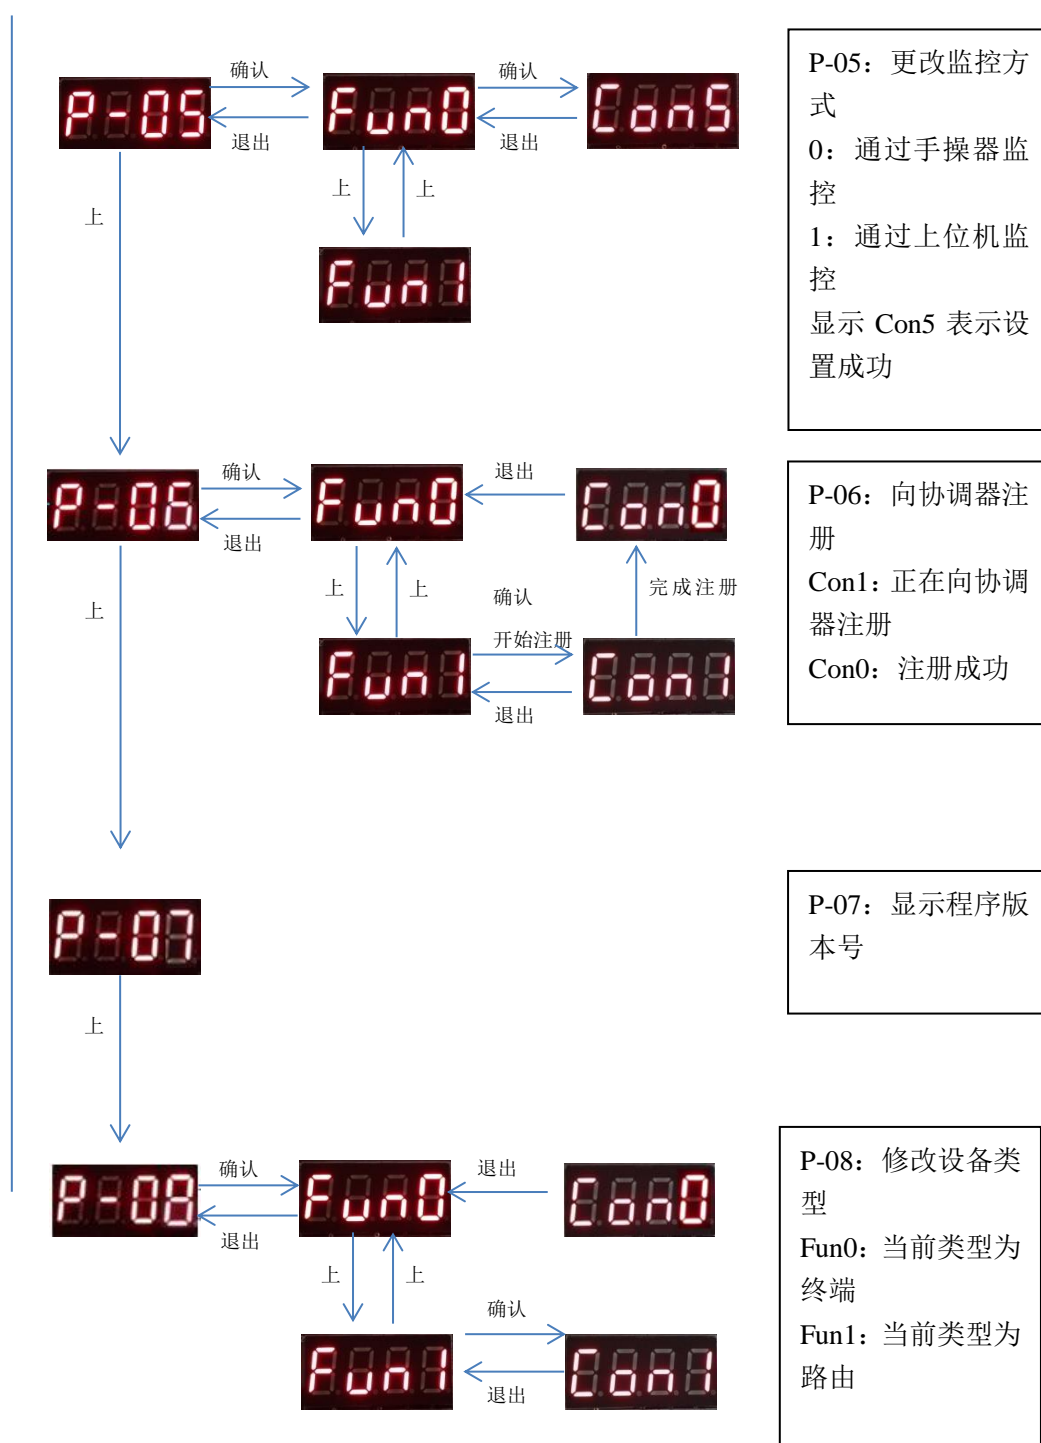 确认
确认
P-05
Fun0
Con5
退出
退出
上
上
上
Fun1
P-05：更改监控方
式
0：通过手操器监
控
1：通过上位机监
控
显示 Con5 表示设
置成功
确认
退出
P-06
Fun0
Con0
退出
上
上
上
确认
开始注册
完成注册
Fun1
Con1
退出
P-06：向协调器注
册
Con1：正在向协调
器注册
Con0：注册成功
P-07
上
P-07：显示程序版
本号
确认
退出
P-08
Fun0
Con0
退出
上
上
确认
Fun1
Con1
退出
P-08：修改设备类
型
Fun0：当前类型为
终端
Fun1：当前类型为
路由